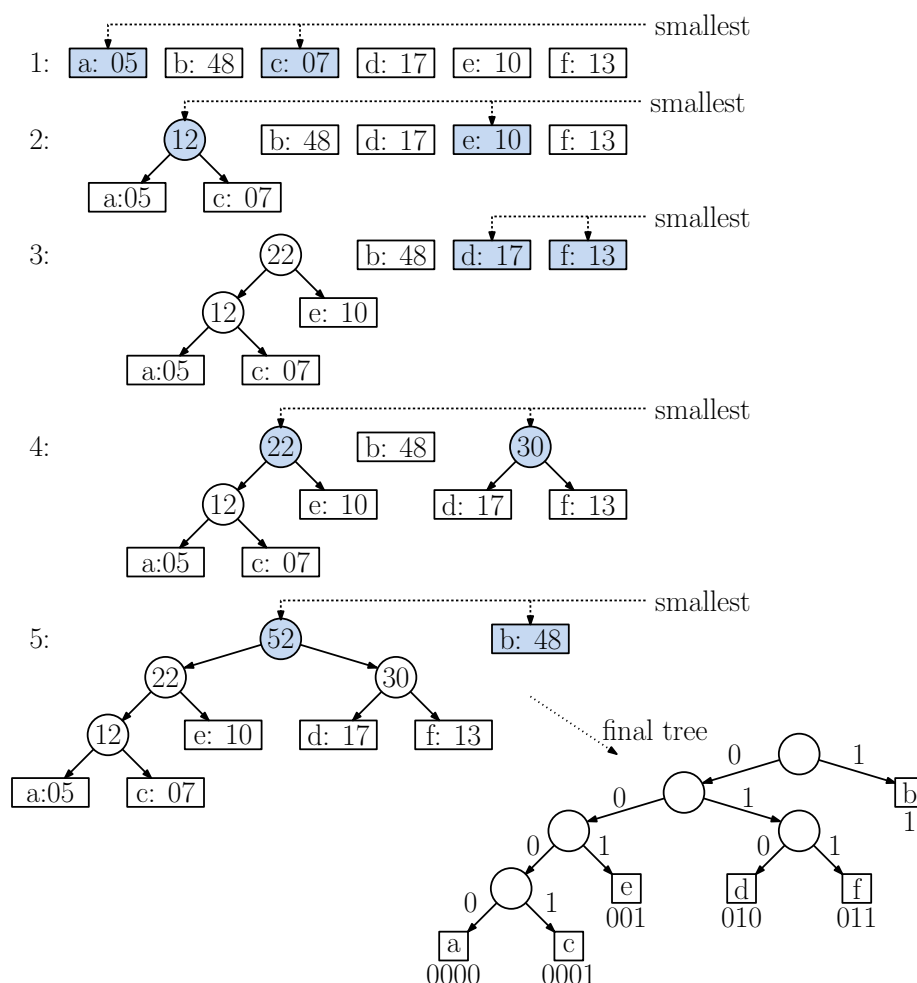 smallest
1: a: 05 b: 48 c: 07 d: 17 e: 10 f: 13
smallest
2: 12 b: 48 d: 17 e: 10 f: 13
a:05 c: 07
smallest
3: 22 b: 48 d: 17 f: 13
12 e: 10
a:05 c: 07
smallest
4: 22 b: 48 30
12 e: 10 d: 17 f: 13
a:05 c: 07
smallest
5: 52 b: 48
22 30
12 e: 10 d: 17 f: 13
a:05 c: 07
final tree
0 1
0 1 b
1
0 1 0 1
e d f
0 1 001 010 011
a c
0000 0001